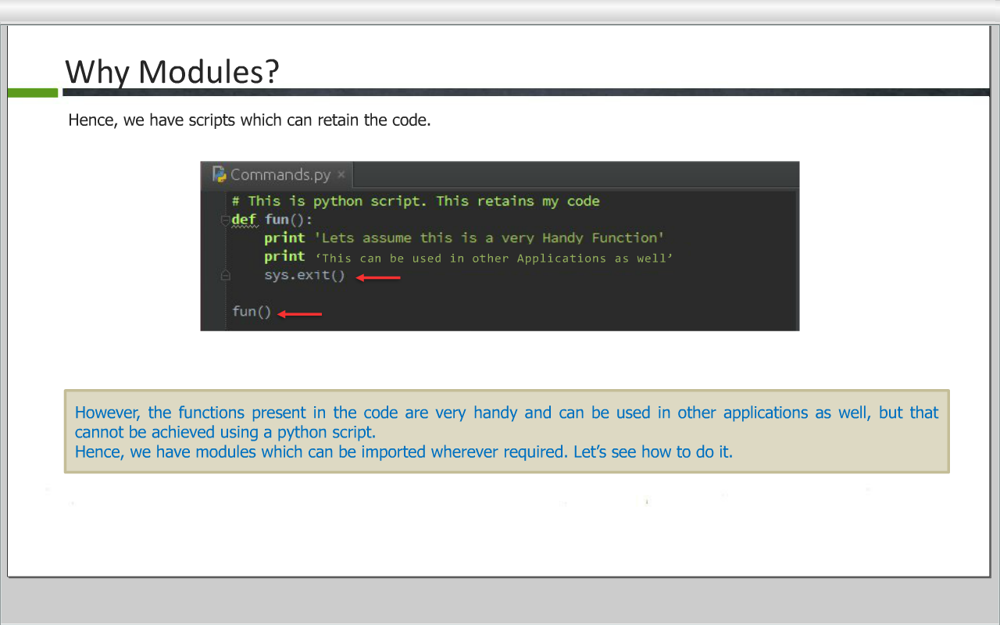 Why Modules?
Hence, we have scripts which can retain the code.
Commands.py ×
# This is python script. This retains my code
def fun():
print 'Lets assume this is a very Handy Function'
print ‘This can be used in other Applications as well’
sys.exit()
fun()
However, the functions present in the code are very handy and can be used in other applications as well, but that
cannot be achieved using a python script.
Hence, we have modules which can be imported wherever required. Let’s see how to do it.